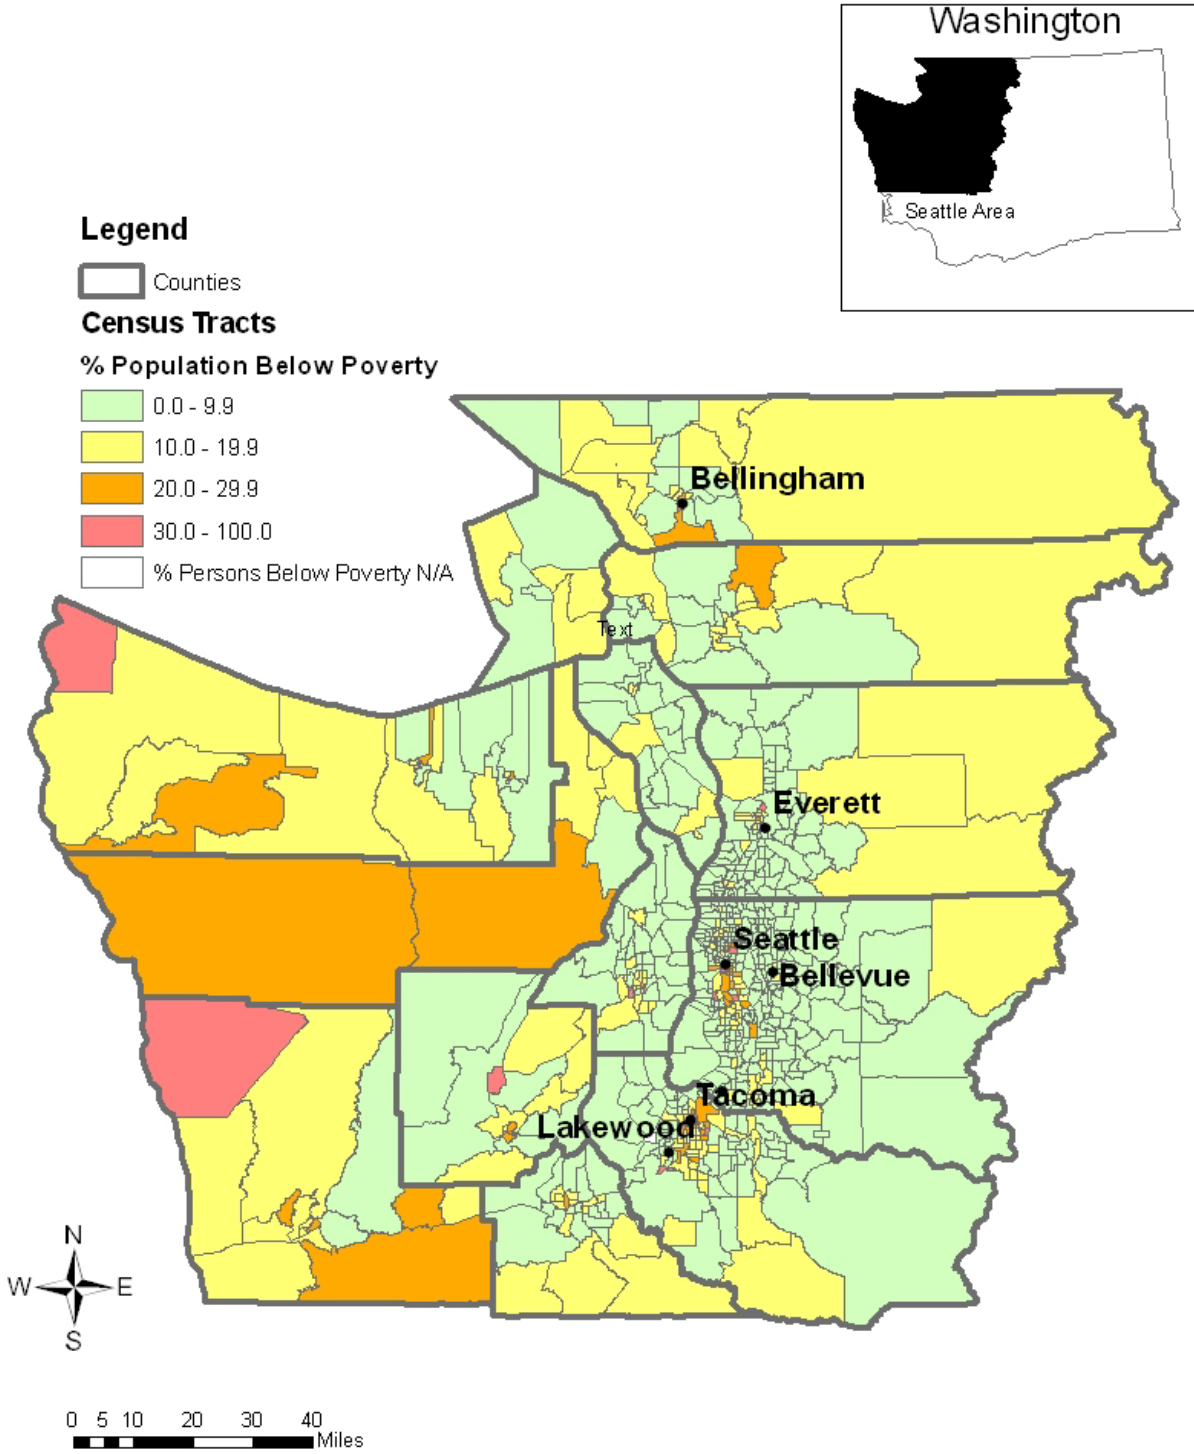 Washington
Seattle Area
Legend
Counties
Census Tracts
% Population Below Poverty
0.0 - 9.9
10.0 - 19.9
20.0 - 29.9
30.0 - 100.0
% Persons Below Poverty N/A
Bellingham
Text
Everett
Seattle
Bellevue
Tacoma
Lakewood
N
W E
S
0 5 10 20 30 40
Miles